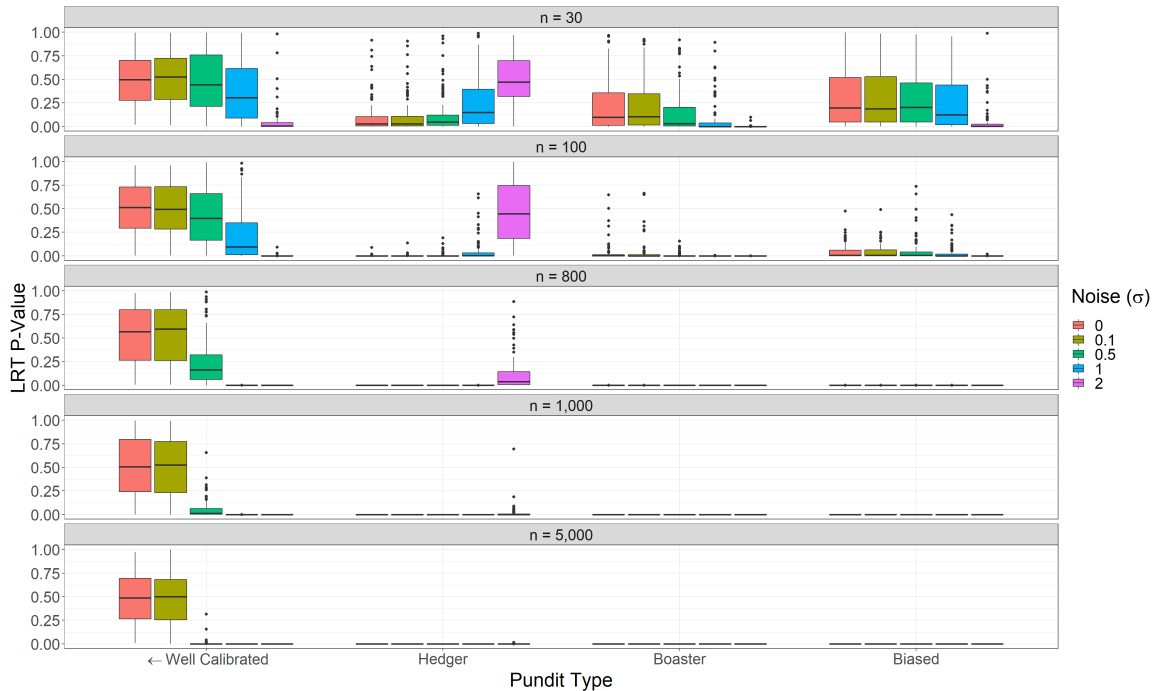 n = 30
1.00
0.75
0.50
0.25
0.00
n = 100
1.00
0.75
0.50
0.25
0.00
n = 800
1.00
0.75
0.50
0.25
0.00
n = 1,000
1.00
0.75
0.50
0.25
0.00
n = 5,000
1.00
0.75
0.50
0.25
0.00
LRT P-Value
← Well Calibrated
Hedger
Boaster
Biased
Pundit Type
Noise (σ)
0
0.1
0.5
1
2